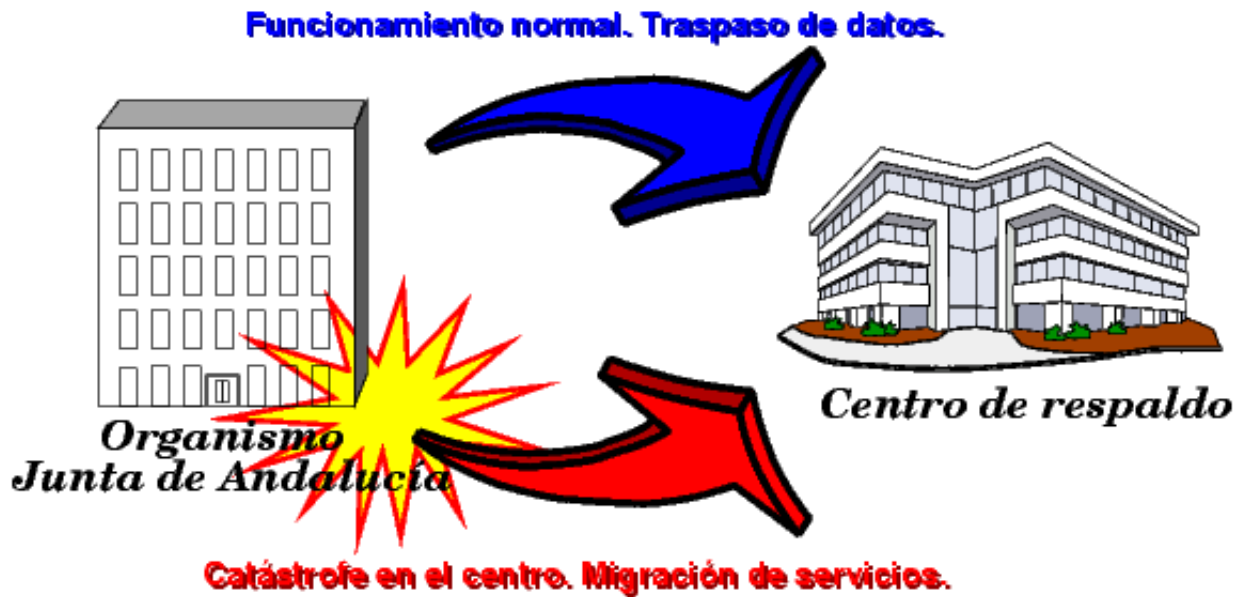 Funcionamiento normal. Traspaso de datos.
Organismo
Junta de Andalucía
Centro de respaldo
Catástrofe en el centro. Migración de servicios.